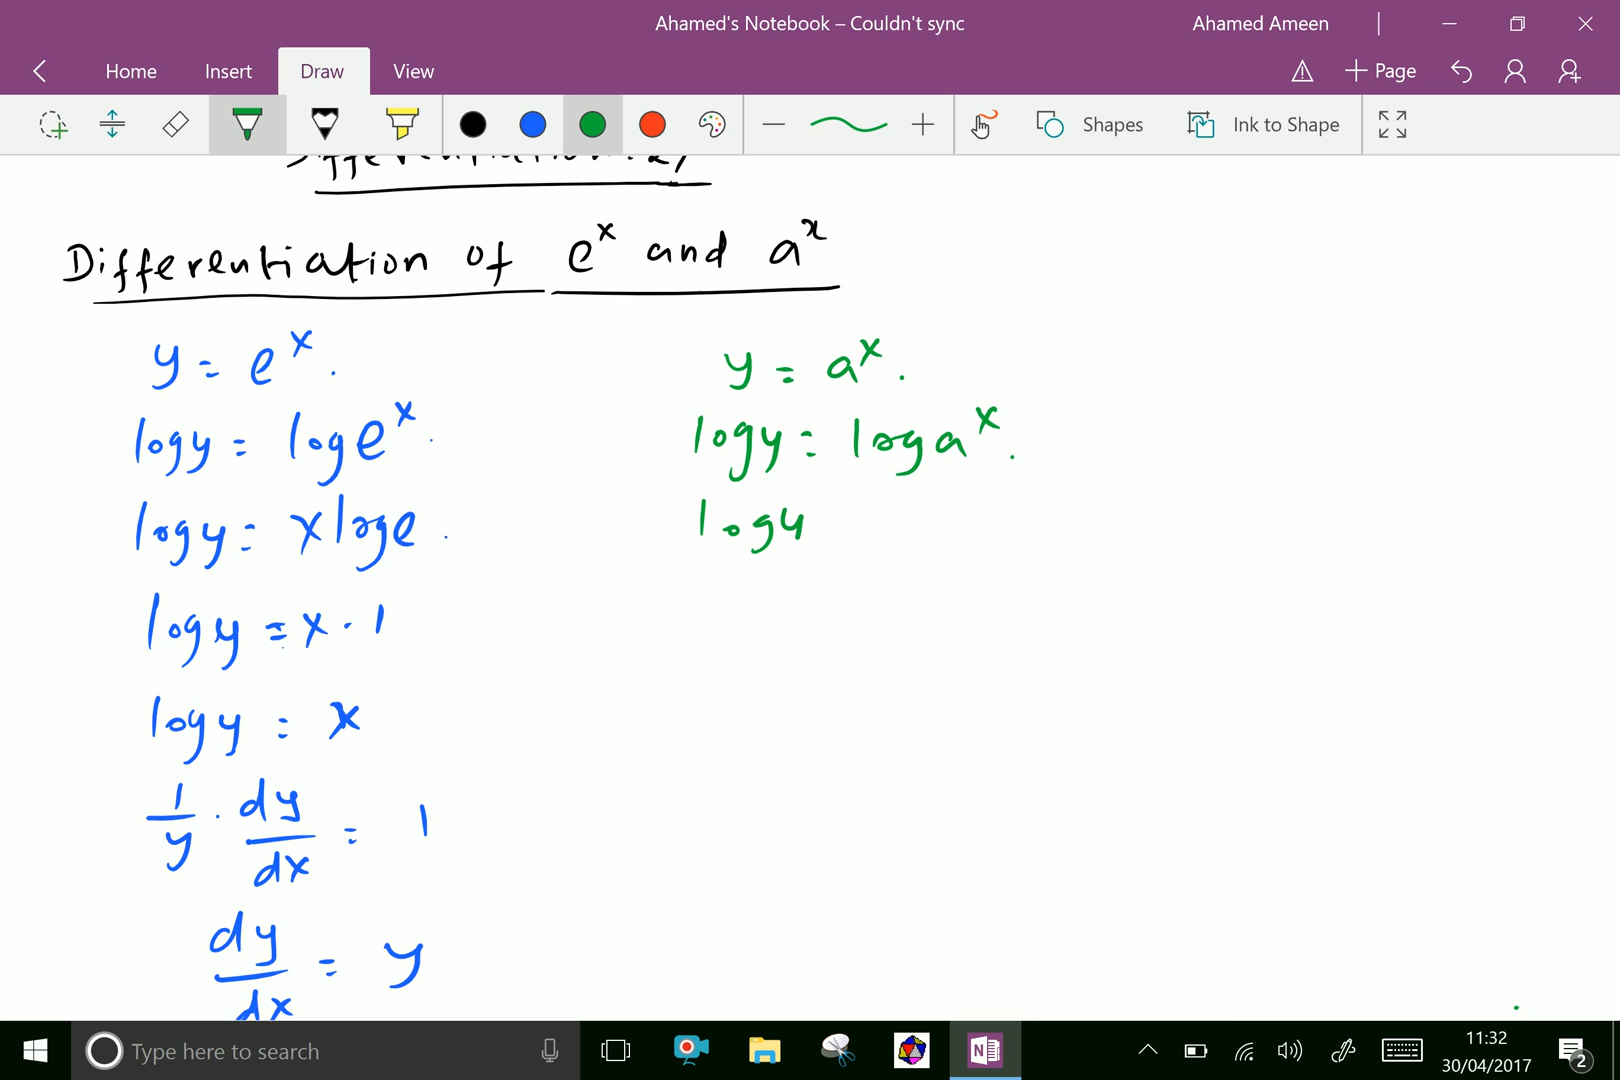 Ahamed's Notebook – Couldn't sync
Ahamed Ameen
Home Insert Draw View
Page
Shapes
Ink to Shape
Differentiation of e^x and a^x
y = e^x.
log y = log e^x.
log y = x log e.
log y = x · 1
log y = x
1/y · dy/dx = 1
dy/dx = y
y = a^x.
log y = log a^x.
log y
Type here to search
N
11:32
30/04/2017
2